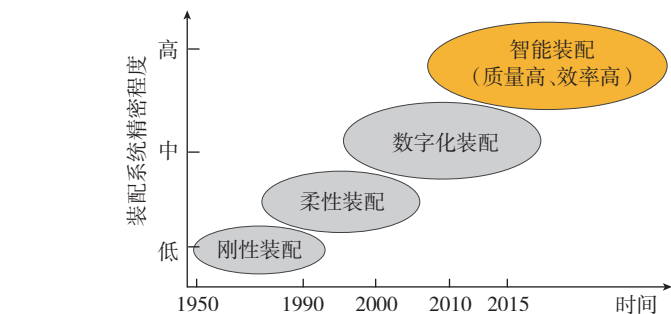 装配系统精密程度
高
中
低
智能装配
（质量高、效率高）
数字化装配
柔性装配
刚性装配
1950
1990
2000
2010
2015
时间